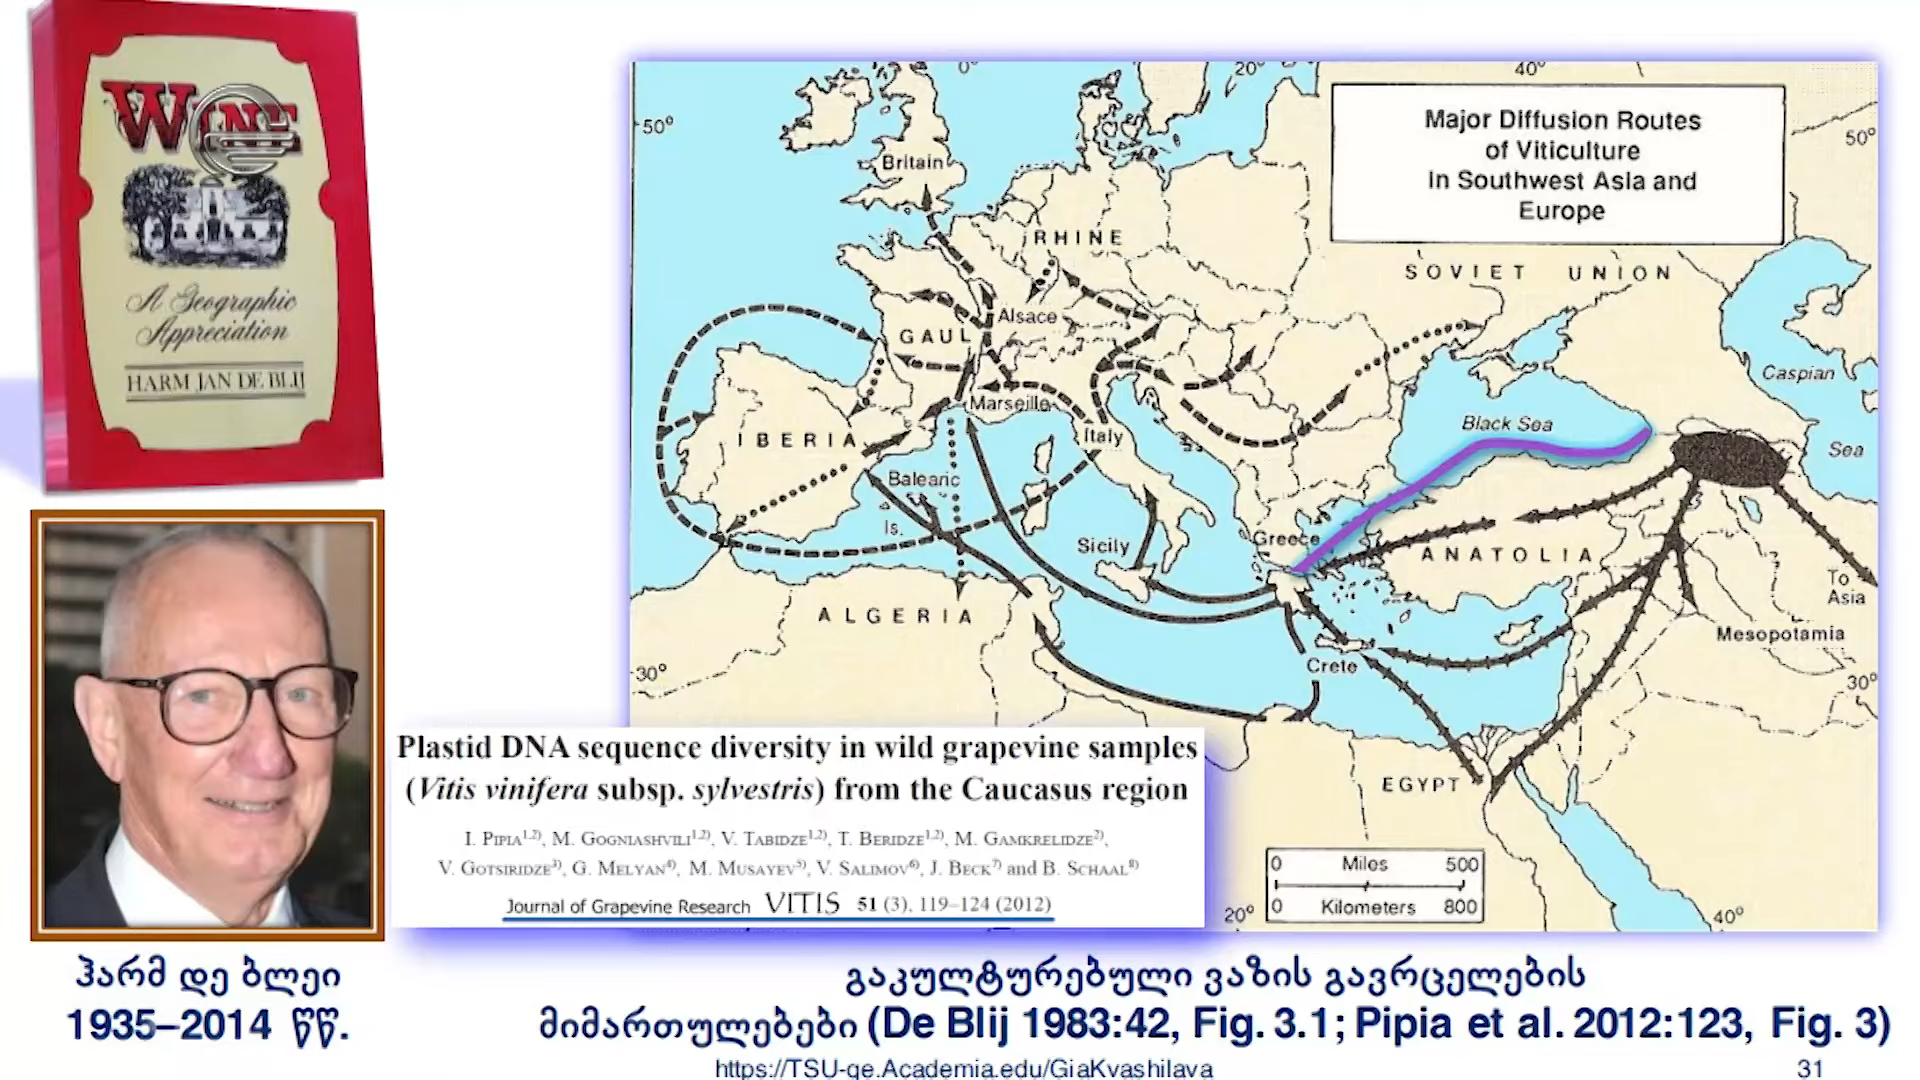 WINE
A Geographic
Appreciation
HARM JAN DE BLIJ
ჰარმ დე ბლეი
1935–2014 წწ.
0°
20°
40°
50°
50°
Major Diffusion Routes
of Viticulture
in Southwest Asia and
Europe
Britain
RHINE
SOVIET UNION
Alsace
GAUL
Caspian
Sea
Marseille
Black Sea
IBERIA
Italy
Balearic
Is.
Greece
Sicily
ANATOLIA
To
Asia
ALGERIA
Mesopotamia
Crete
30°
30°
EGYPT
0 Miles 500
0 Kilometers 800
20°
40°
Plastid DNA sequence diversity in wild grapevine samples
(Vitis vinifera subsp. sylvestris) from the Caucasus region
I. PIPIA1,2), M. GOGNIASHVILI1,2), V. TABIDZE1,2), T. BERIDZE1,2), M. GAMKRELIDZE2),
V. GOTSIRIDZE3), G. MELYAN4), M. MUSAYEV5), V. SALIMOV6), J. BECK7) and B. SCHAAL8)
Journal of Grapevine Research VITIS 51 (3), 119–124 (2012)
გაკულტურებული ვაზის გავრცელების
მიმართულებები (De Blij 1983:42, Fig. 3.1; Pipia et al. 2012:123, Fig. 3)
https://TSU-ge.Academia.edu/GiaKvashilava
31